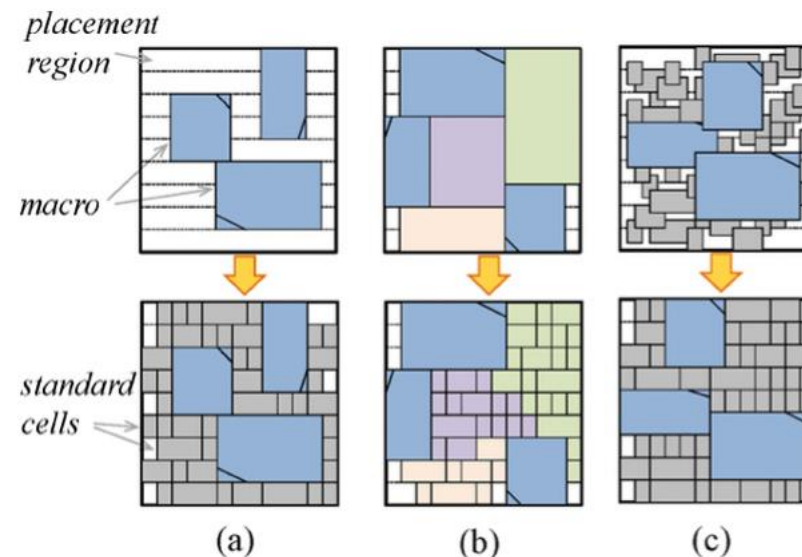 placement
region
macro
standard
cells
(a)
(b)
(c)